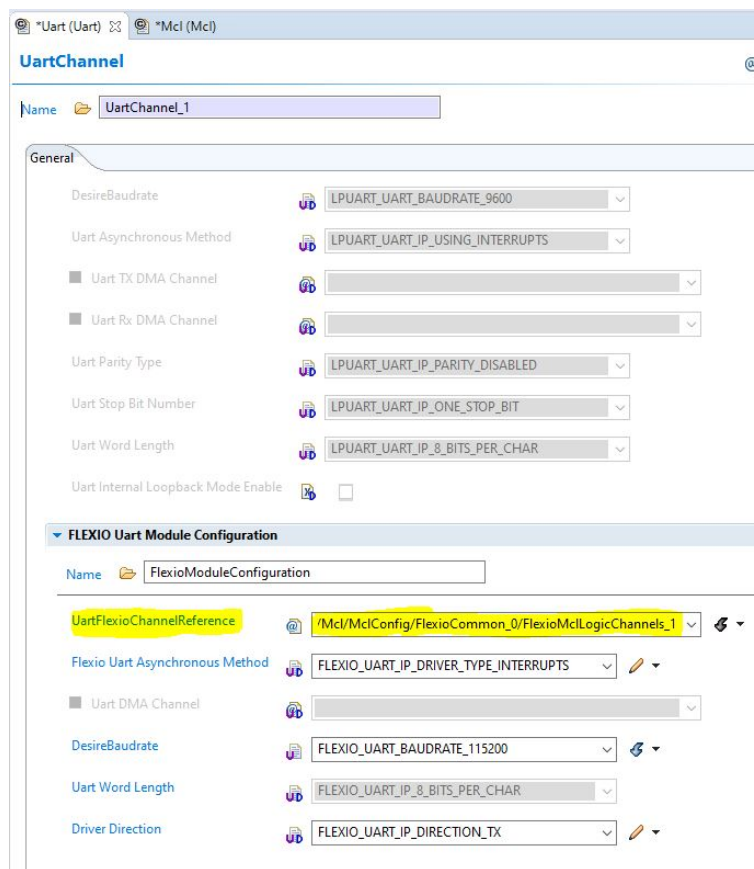 *Uart (Uart) *Mcl (Mcl)
UartChannel
Name UartChannel_1
General
DesireBaudrate LPUART_UART_BAUDRATE_9600
Uart Asynchronous Method LPUART_UART_IP_USING_INTERRUPTS
Uart TX DMA Channel
Uart Rx DMA Channel
Uart Parity Type LPUART_UART_IP_PARITY_DISABLED
Uart Stop Bit Number LPUART_UART_IP_ONE_STOP_BIT
Uart Word Length LPUART_UART_IP_8_BITS_PER_CHAR
Uart Internal Loopback Mode Enable
FLEXIO Uart Module Configuration
Name FlexioModuleConfiguration
UartFlexioChannelReference /Mcl/MclConfig/FlexioCommon_0/FlexioMclLogicChannels_1
Flexio Uart Asynchronous Method FLEXIO_UART_IP_DRIVER_TYPE_INTERRUPTS
Uart DMA Channel
DesireBaudrate FLEXIO_UART_BAUDRATE_115200
Uart Word Length FLEXIO_UART_IP_8_BITS_PER_CHAR
Driver Direction FLEXIO_UART_IP_DIRECTION_TX